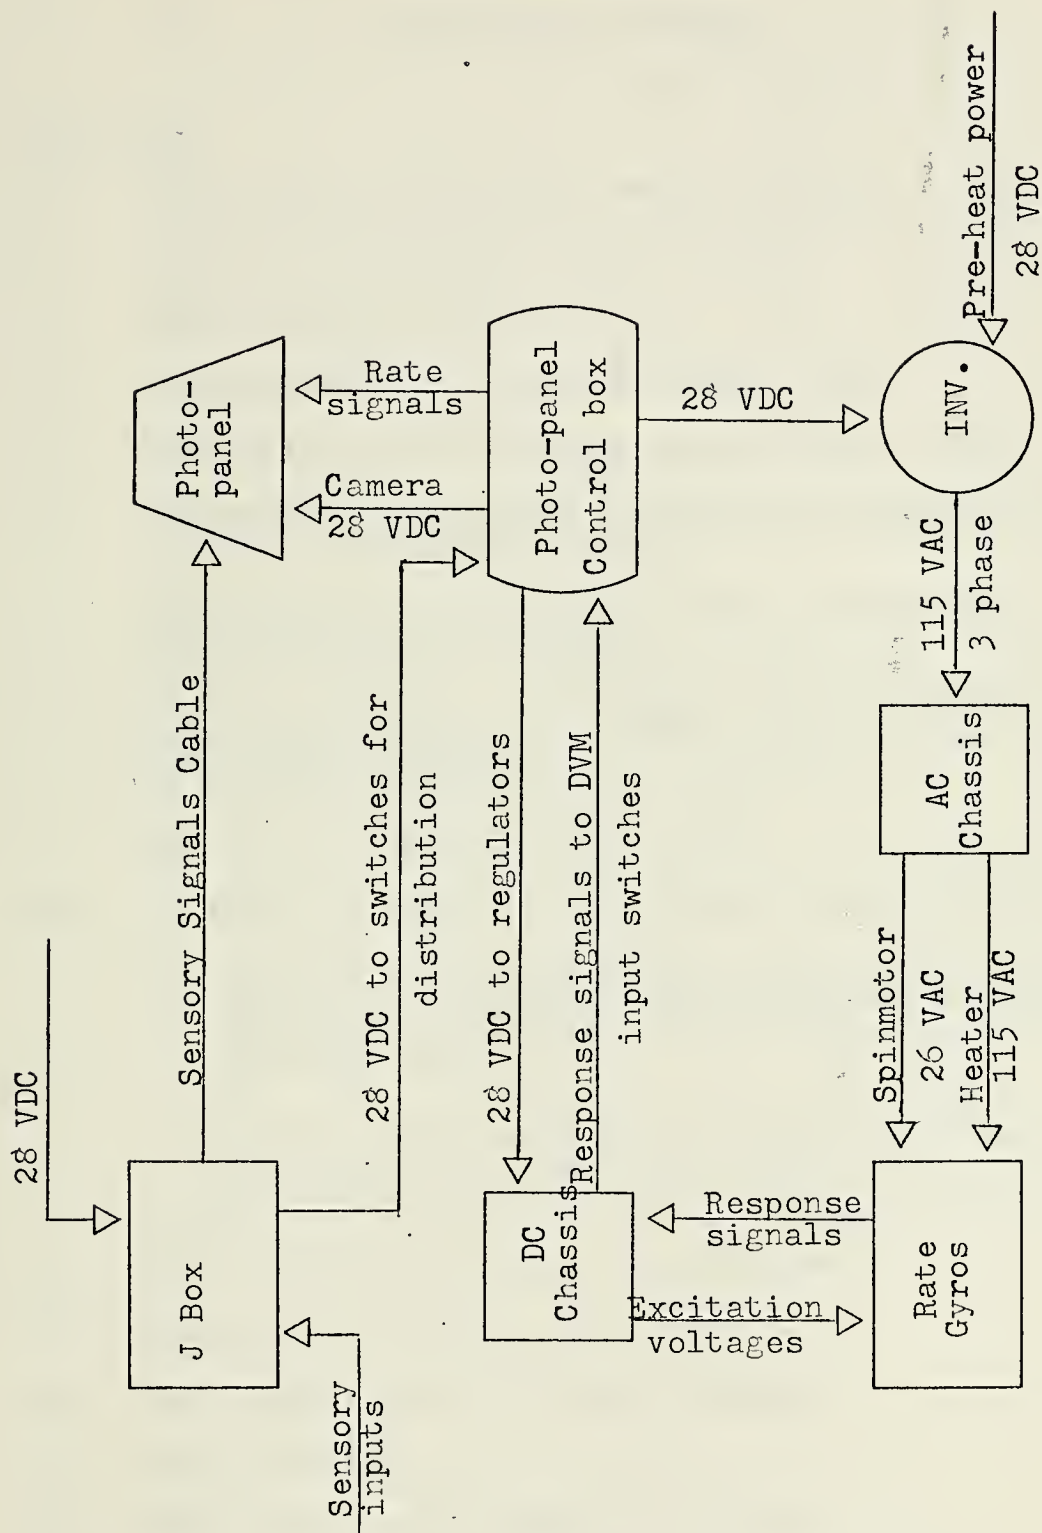 28 VDC
Sensory
inputs
J Box
Sensory Signals Cable
Photo-
panel
28 VDC to switches for
distribution
Camera
28 VDC
Rate
signals
28 VDC to regulators
Response signals to DVM
input switches
Photo-panel
Control box
DC
Chassis
28 VDC
Excitation
voltages
Response
signals
Rate
Gyros
Spinmotor
26 VAC
Heater
115 VAC
AC
Chassis
115 VAC
3 phase
INV.
Pre-heat power
28 VDC